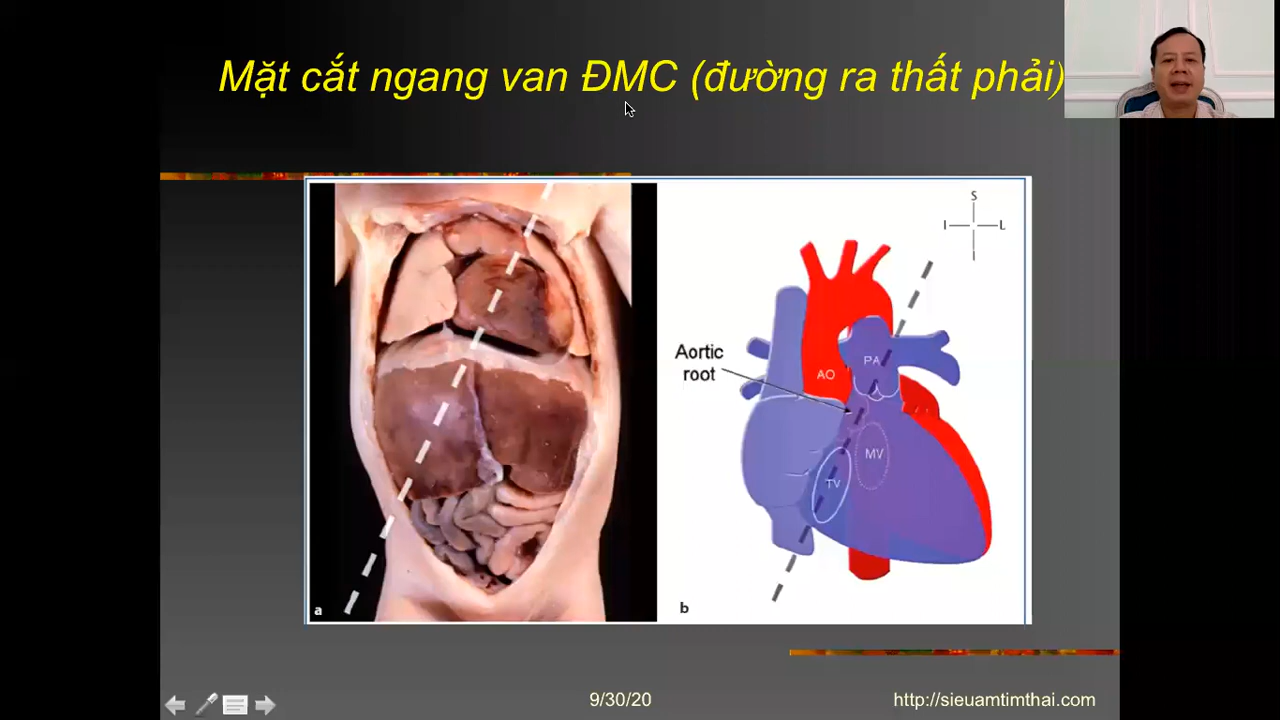 Mặt cắt ngang van ĐMC (đường ra thất phải)
S
I
L
I
Aortic
root
PA
AO
MV
TV
a
b
9/30/20
http://sieuamtimthai.com